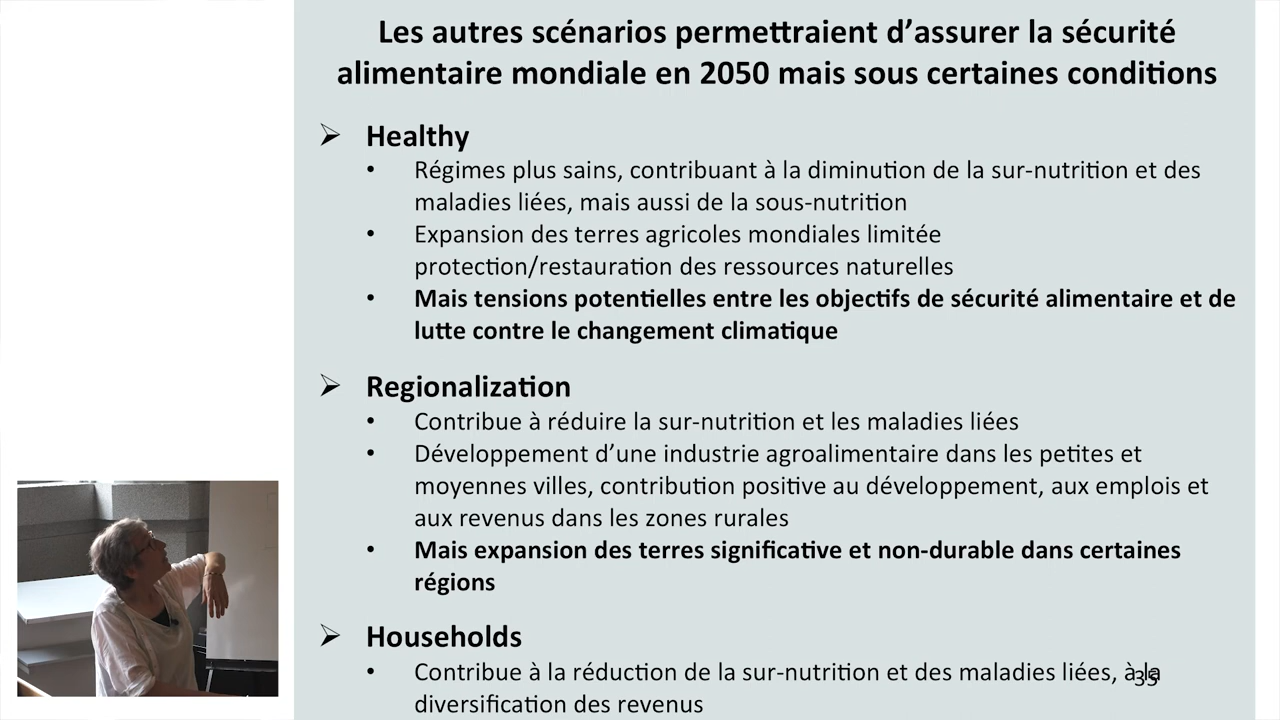 Les autres scénarios permettraient d’assurer la sécurité
alimentaire mondiale en 2050 mais sous certaines conditions
➢ Healthy
• Régimes plus sains, contribuant à la diminution de la sur-nutrition et des
maladies liées, mais aussi de la sous-nutrition
• Expansion des terres agricoles mondiales limitée
protection/restauration des ressources naturelles
• Mais tensions potentielles entre les objectifs de sécurité alimentaire et de
lutte contre le changement climatique
➢ Regionalization
• Contribue à réduire la sur-nutrition et les maladies liées
• Développement d’une industrie agroalimentaire dans les petites et
moyennes villes, contribution positive au développement, aux emplois et
aux revenus dans les zones rurales
• Mais expansion des terres significative et non-durable dans certaines
régions
➢ Households
• Contribue à la réduction de la sur-nutrition et des maladies liées, à la
diversification des revenus
35